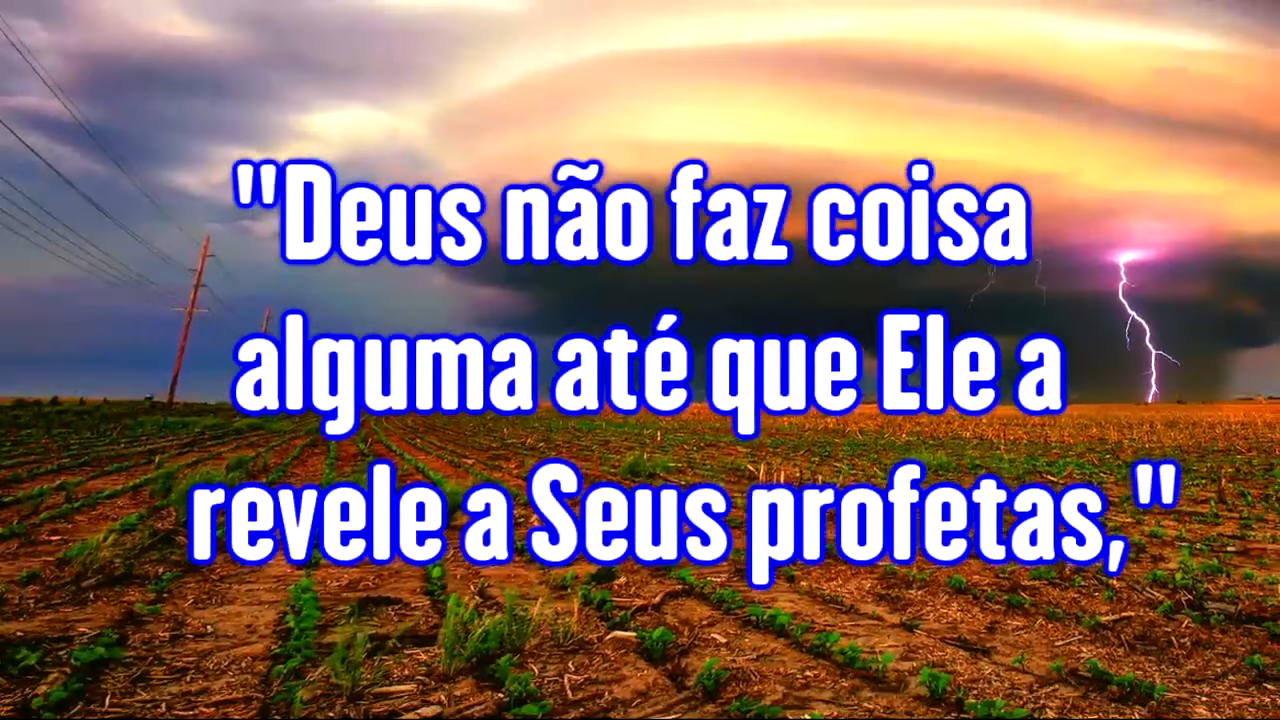 "Deus não faz coisa
alguma até que Ele a
revele a Seus profetas,"